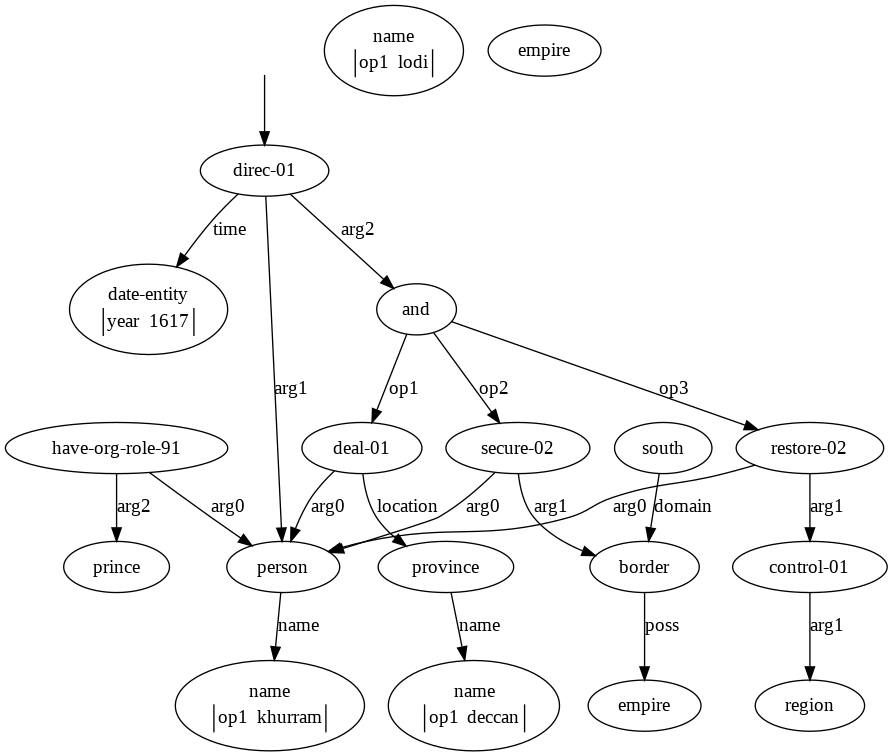 name
op1 lodi
empire
direc-01
time
arg2
date-entity
year 1617
and
arg1
op1
op2
op3
have-org-role-91
deal-01
secure-02
south
restore-02
arg2
arg0
arg0
location
arg0
arg1
arg0
domain
arg1
prince
person
province
border
control-01
name
name
poss
arg1
name
op1 khurram
name
op1 deccan
empire
region